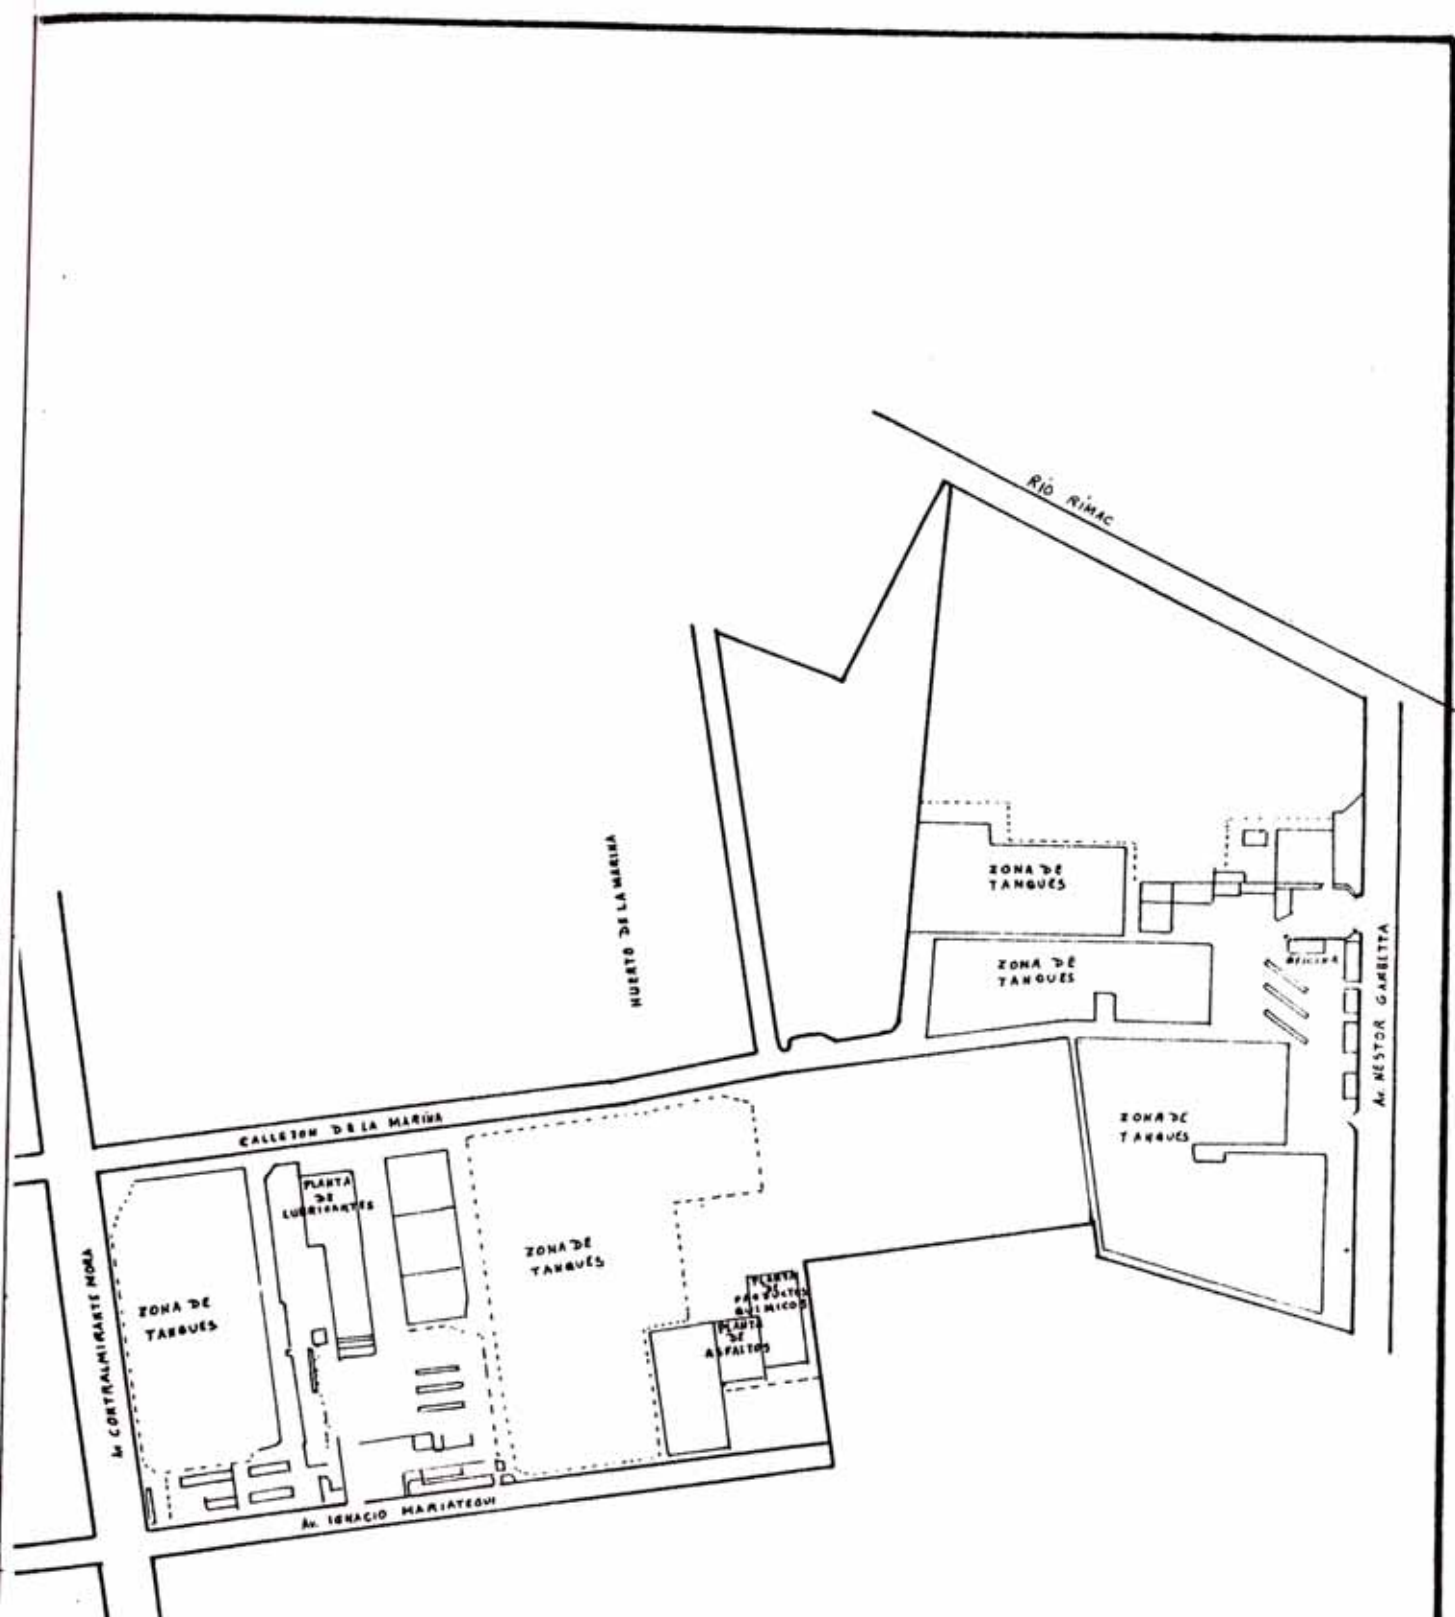 RÍO RÍMAC
HUERTO DE LA MARINA
ZONA DE
TANQUES
ZONA DE
TANQUES
OFICINA
Av. NESTOR GAMBETTA
ZONA DE
TANQUES
CALLEJON DE LA MARINA
PLANTA
DE
LUBRICANTES
ZONA DE
TANQUES
Av CONTRALMIRANTE MORA
ZONA DE
TANQUES
PLANTA
DE
PRODUCTOS
QUIMICOS
PLANTA
DE
ASFALTOS
Av. IGNACIO MARIATEGUI